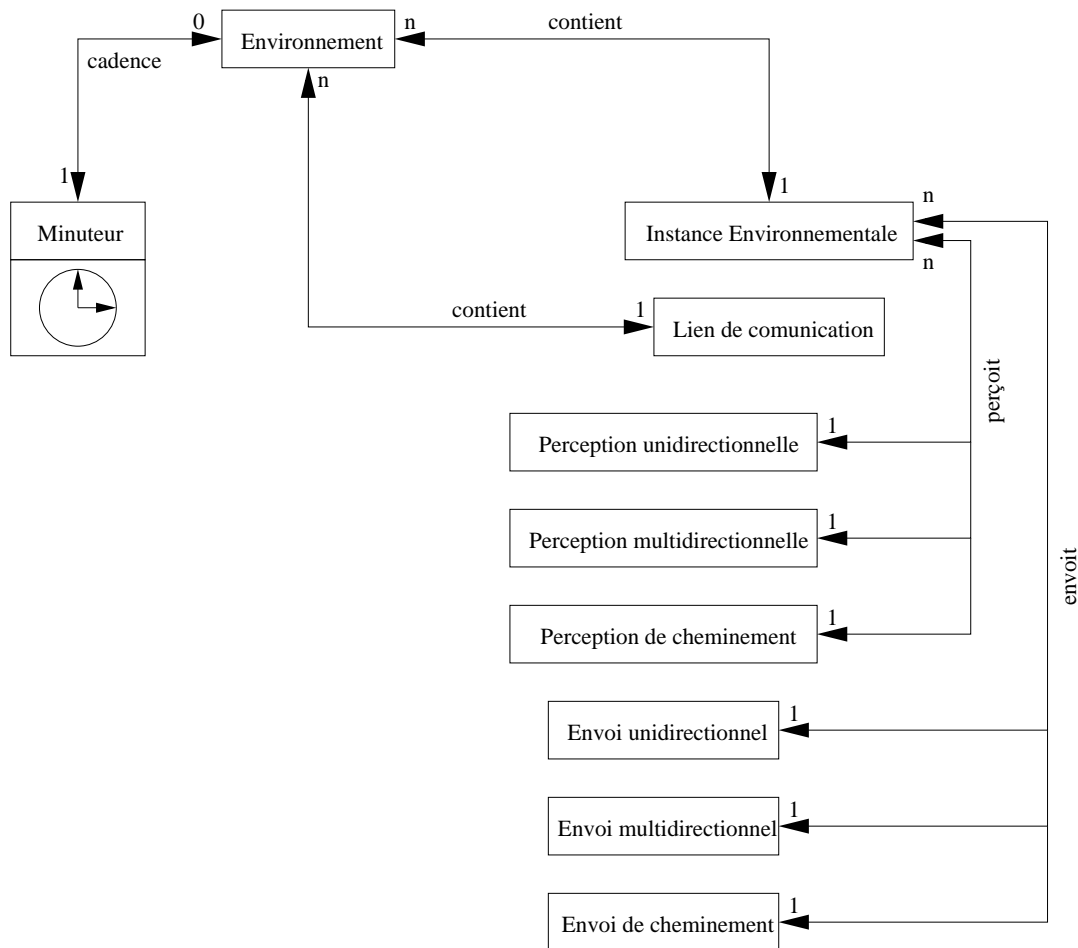 0
Environnement
n
contient
cadence
n
1
1
Minuteur
n
Instance Environnementale
n
contient
1
Lien de comunication
perçoit
1
Perception unidirectionnelle
1
Perception multidirectionnelle
envoit
1
Perception de cheminement
1
Envoi unidirectionnel
1
Envoi multidirectionnel
1
Envoi de cheminement